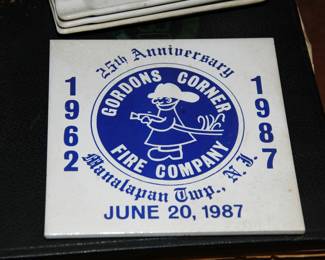 25th Anniversary
1962
GORDONS CORNER
FIRE COMPANY
1987
Manalapan Twp., N.J.
JUNE 20, 1987